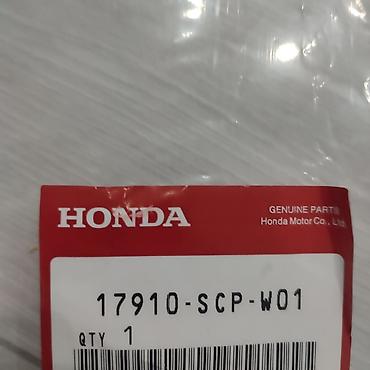 HONDA
GENUINE PARTS
Honda Motor Co., Ltd.
17910-SCP-W01
QTY 1